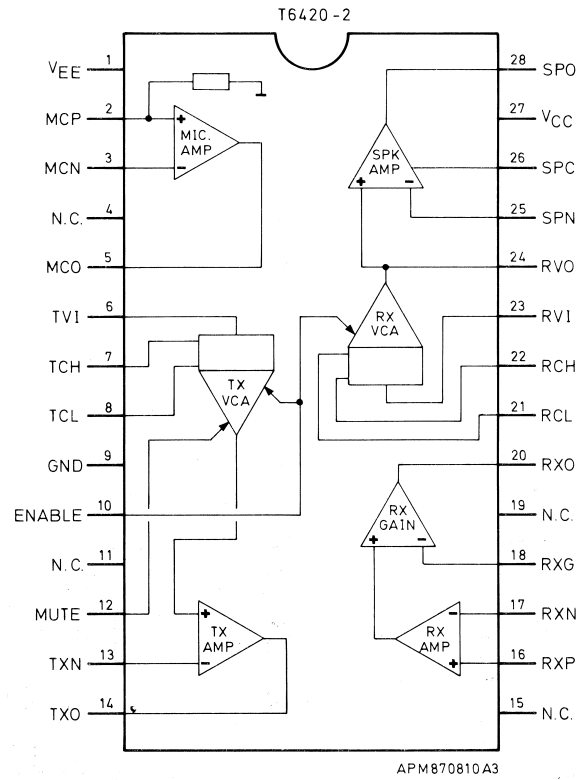 T6420-2
VEE 1
MCP 2
MCN 3
N.C. 4
MCO 5
TVI 6
TCH 7
TCL 8
GND 9
ENABLE 10
N.C. 11
MUTE 12
TXN 13
TXO 14
28 SPO
27 VCC
26 SPC
25 SPN
24 RVO
23 RVI
22 RCH
21 RCL
20 RXO
19 N.C.
18 RXG
17 RXN
16 RXP
15 N.C.
+
MIC.
AMP
−
SPK
AMP
+ −
RX
VCA
TX
VCA
RX
GAIN
+ −
+
TX
AMP
−
−
RX
AMP
+
APM870810A3